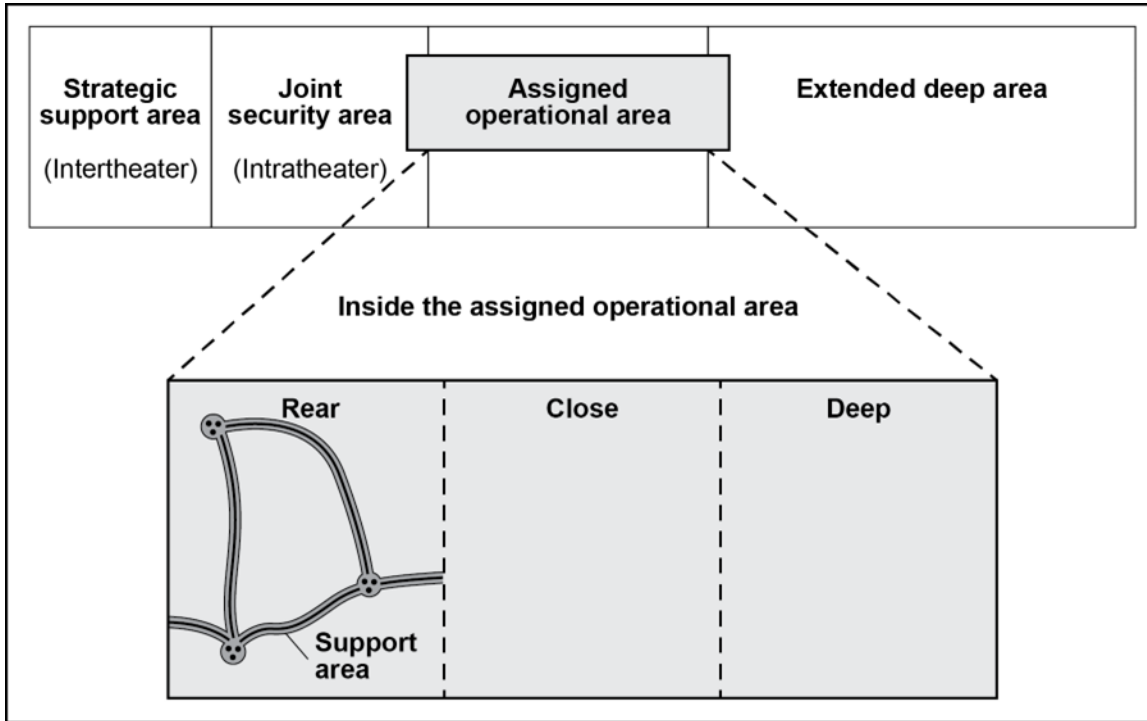 Strategic
support area
(Intertheater)
Joint
security area
(Intratheater)
Assigned
operational area
Extended deep area
Inside the assigned operational area
Rear
Close
Deep
Support
area